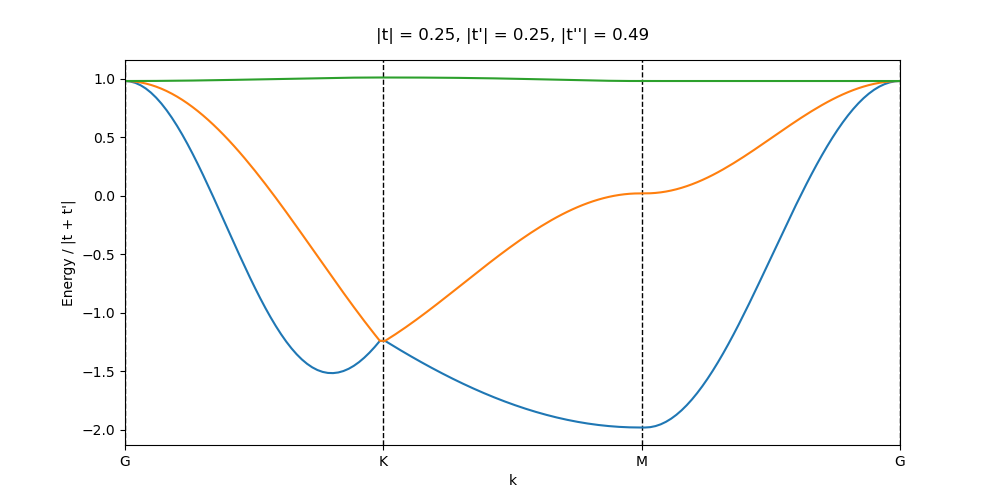 |t| = 0.25, |t'| = 0.25, |t''| = 0.49
1.0
0.5
0.0
−0.5
−1.0
−1.5
−2.0
Energy / |t + t'|
G K M G
k